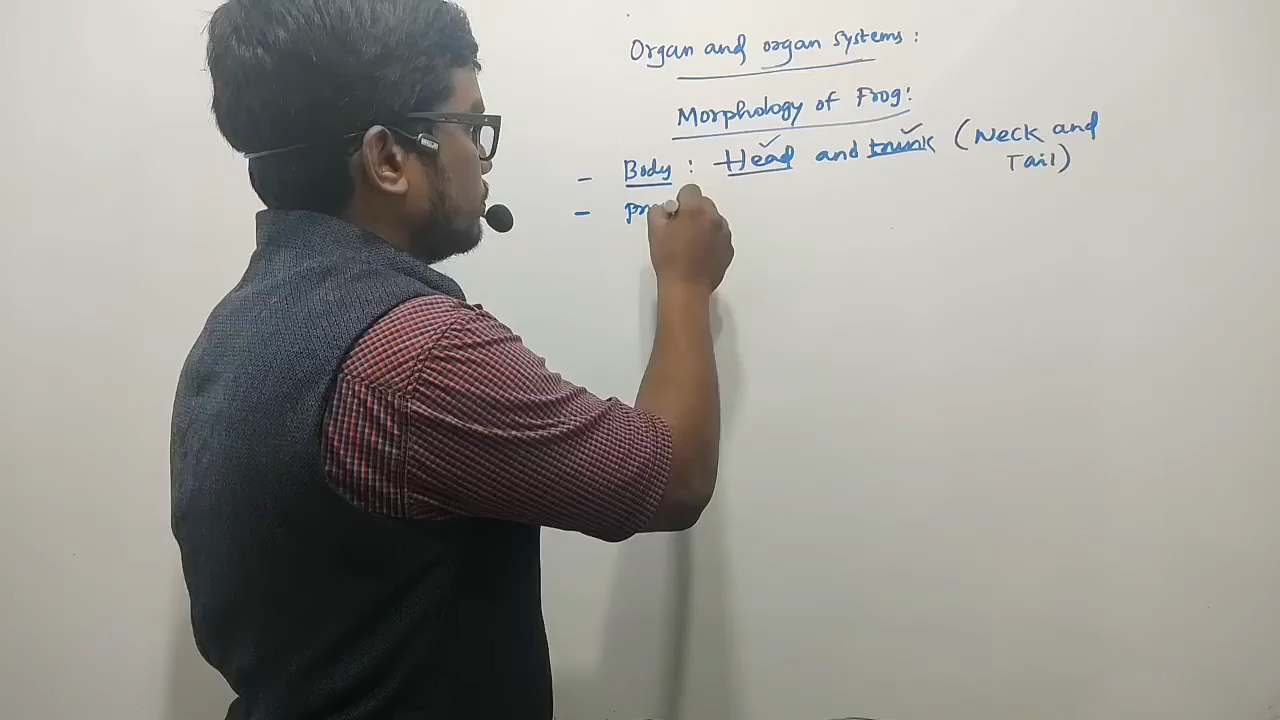 Organ and organ systems :
Morphology of Frog:
- Body : Head and trunk (Neck and
Tail)
-